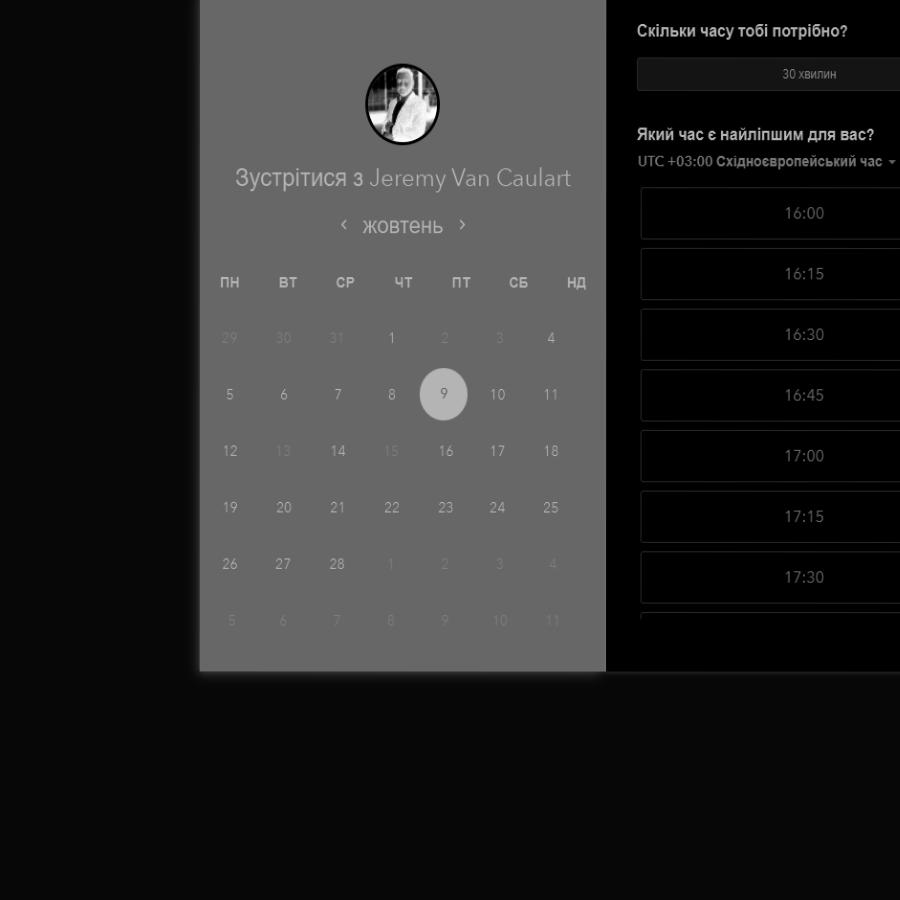 Зустрітися з Jeremy Van Caulart
жовтень
ПН ВТ СР ЧТ ПТ СБ НД
29 30 31 1 2 3 4
5 6 7 8 9 10 11
12 13 14 15 16 17 18
19 20 21 22 23 24 25
26 27 28 1 2 3 4
5 6 7 8 9 10 11
Скільки часу тобі потрібно?
30 хвилин
Який час є найліпшим для вас?
UTC +03:00 Східноєвропейський час
16:00
16:15
16:30
16:45
17:00
17:15
17:30